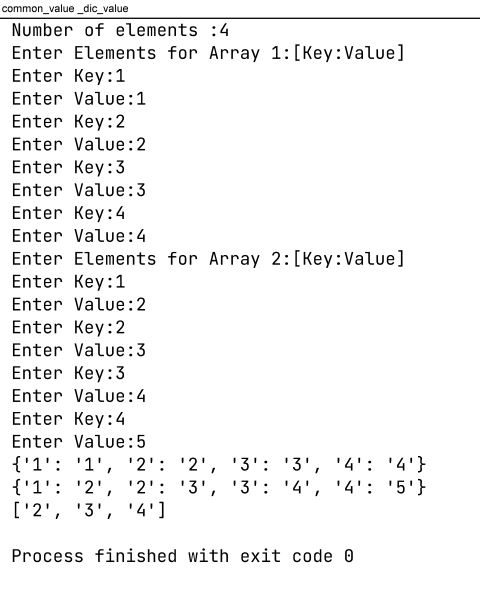 common_value _dic_value
Number of elements :4
Enter Elements for Array 1:[Key:Value]
Enter Key:1
Enter Value:1
Enter Key:2
Enter Value:2
Enter Key:3
Enter Value:3
Enter Key:4
Enter Value:4
Enter Elements for Array 2:[Key:Value]
Enter Key:1
Enter Value:2
Enter Key:2
Enter Value:3
Enter Key:3
Enter Value:4
Enter Key:4
Enter Value:5
{'1': '1', '2': '2', '3': '3', '4': '4'}
{'1': '2', '2': '3', '3': '4', '4': '5'}
['2', '3', '4']
Process finished with exit code 0